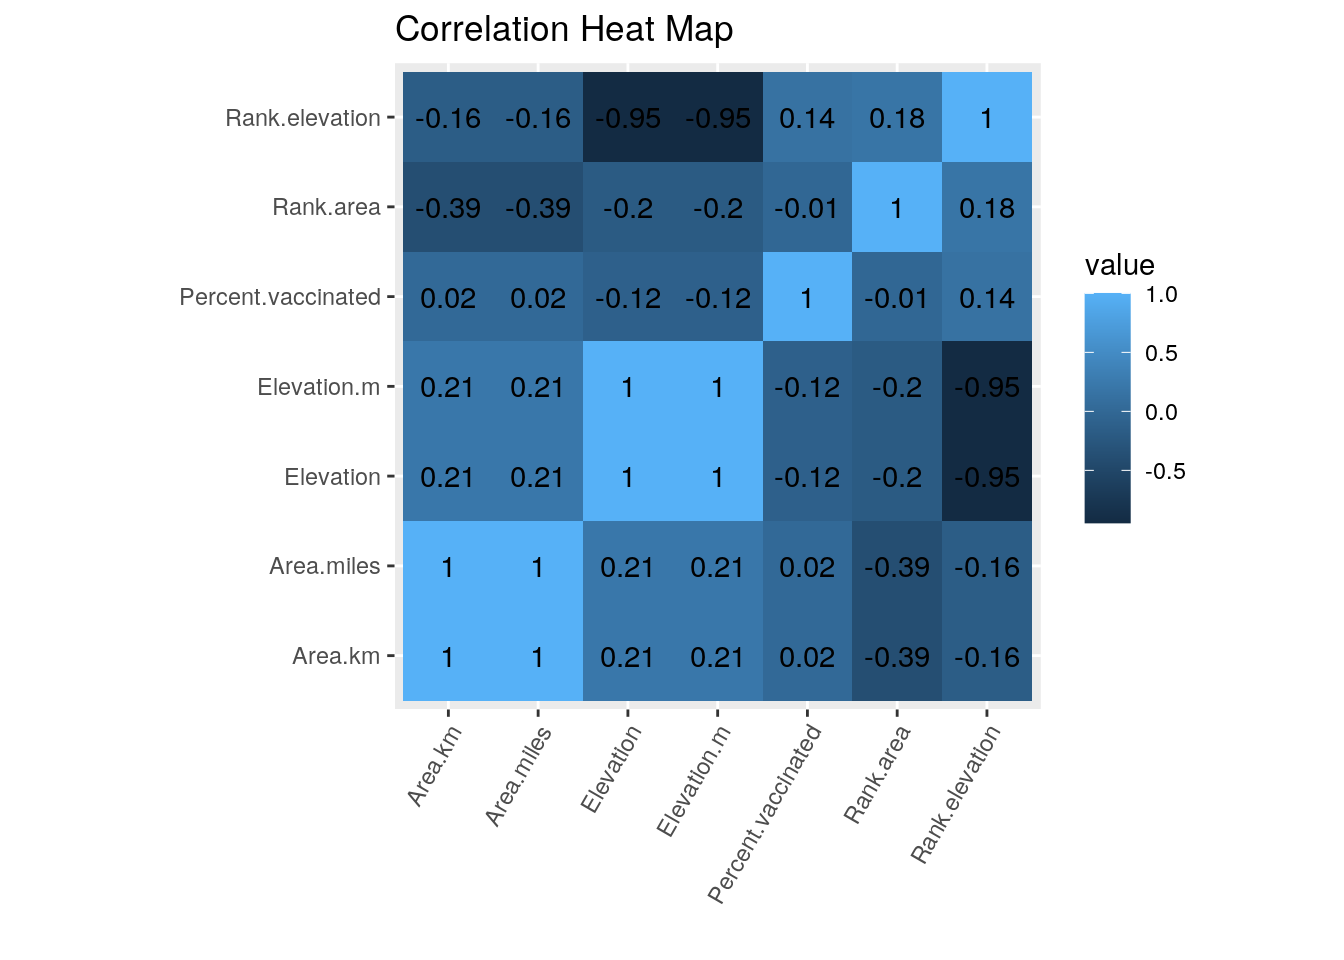 Correlation Heat Map
Rank.elevation -0.16 -0.16 -0.95 -0.95 0.14 0.18 1
Rank.area -0.39 -0.39 -0.2 -0.2 -0.01 1 0.18
Percent.vaccinated 0.02 0.02 -0.12 -0.12 1 -0.01 0.14
Elevation.m 0.21 0.21 1 1 -0.12 -0.2 -0.95
Elevation 0.21 0.21 1 1 -0.12 -0.2 -0.95
Area.miles 1 1 0.21 0.21 0.02 -0.39 -0.16
Area.km 1 1 0.21 0.21 0.02 -0.39 -0.16
Area.km Area.miles Elevation Elevation.m Percent.vaccinated Rank.area Rank.elevation
value
1.0
0.5
0.0
-0.5